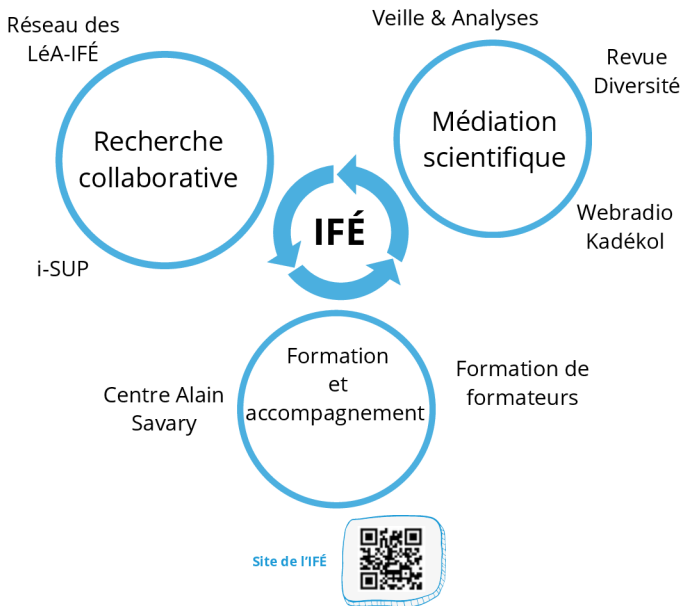 Réseau des
LéA-IFÉ
Recherche
collaborative
i-SUP
Veille & Analyses
Revue
Diversité
Médiation
scientifique
Webradio
Kadékol
IFÉ
Formation
et
accompagnement
Centre Alain
Savary
Formation de
formateurs
Site de l'IFÉ